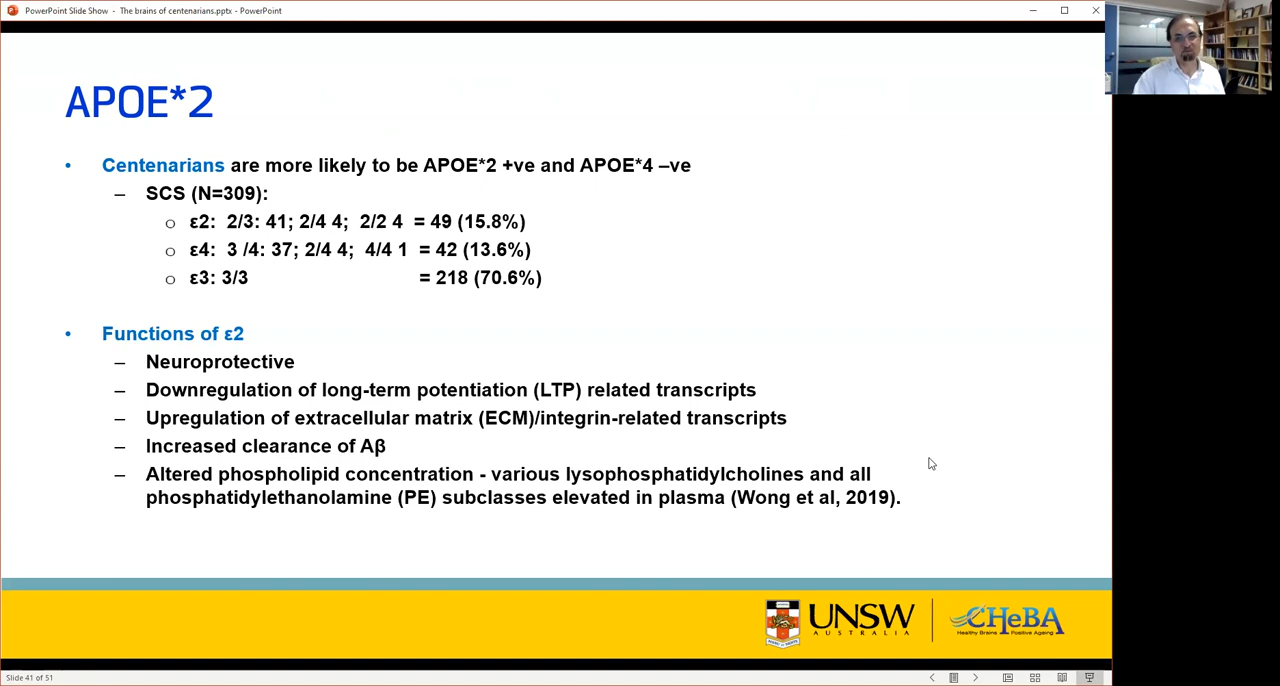 PowerPoint Slide Show - The brains of centenarians.pptx - PowerPoint
APOE*2
• Centenarians are more likely to be APOE*2 +ve and APOE*4 –ve
– SCS (N=309):
o ε2: 2/3: 41; 2/4 4; 2/2 4 = 49 (15.8%)
o ε4: 3 /4: 37; 2/4 4; 4/4 1 = 42 (13.6%)
o ε3: 3/3 = 218 (70.6%)
• Functions of ε2
– Neuroprotective
– Downregulation of long-term potentiation (LTP) related transcripts
– Upregulation of extracellular matrix (ECM)/integrin-related transcripts
– Increased clearance of Aβ
– Altered phospholipid concentration - various lysophosphatidylcholines and all
phosphatidylethanolamine (PE) subclasses elevated in plasma (Wong et al, 2019).
UNSW
AUSTRALIA
CHeBA
Healthy Brains Positive Ageing
Slide 41 of 51